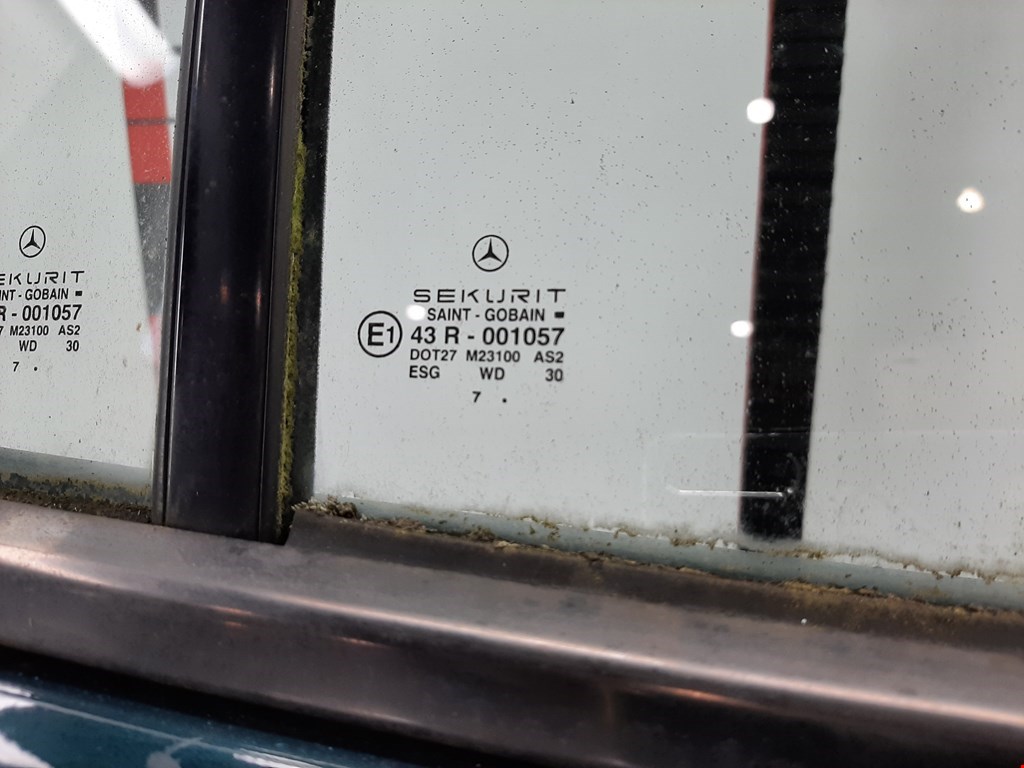 EKURIT
INT - GOBAIN
R - 001057
7 M23100 AS2
WD 30
7 .
SEKURIT
SAINT - GOBAIN
E1 43 R - 001057
DOT27 M23100 AS2
ESG WD 30
7 .